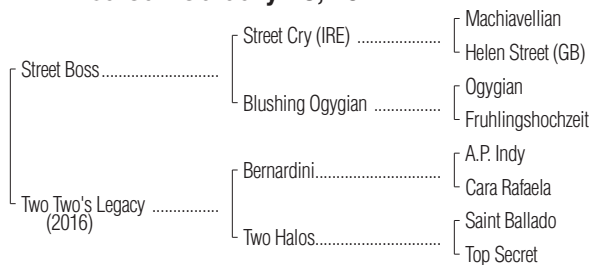 Machiavellian
Street Cry (IRE) ..................
Helen Street (GB)
Street Boss.........................
Ogygian
Blushing Ogygian ...............
Fruhlingshochzeit
A.P. Indy
Bernardini..........................
Cara Rafaela
Two Two's Legacy ..............
(2016)
Saint Ballado
Two Halos..........................
Top Secret